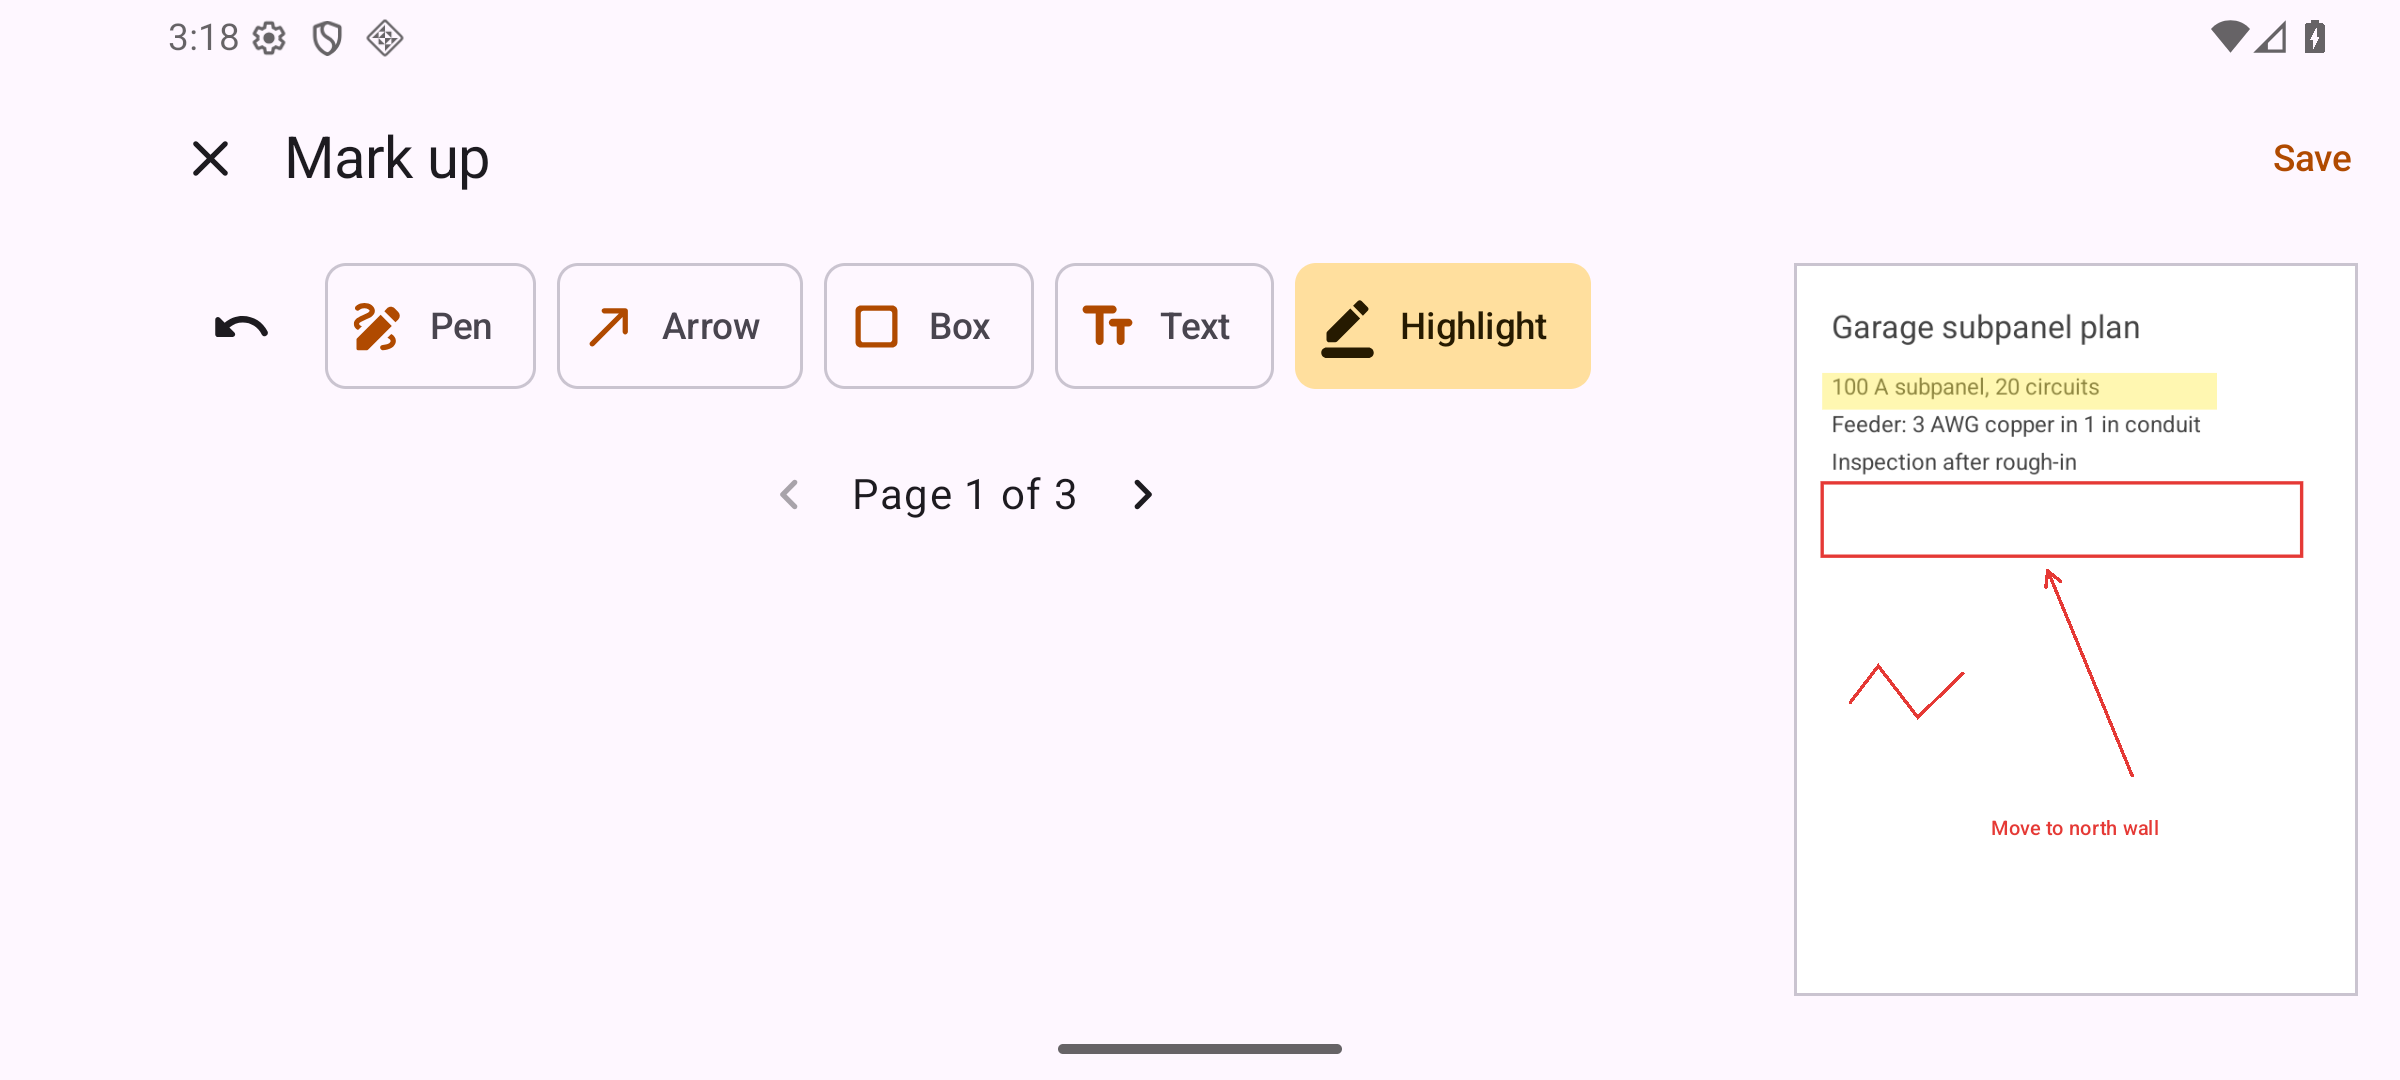 3:18
Mark up
Save
Pen
Arrow
Box
Text
Highlight
Page 1 of 3
Garage subpanel plan
100 A subpanel, 20 circuits
Feeder: 3 AWG copper in 1 in conduit
Inspection after rough-in
Move to north wall